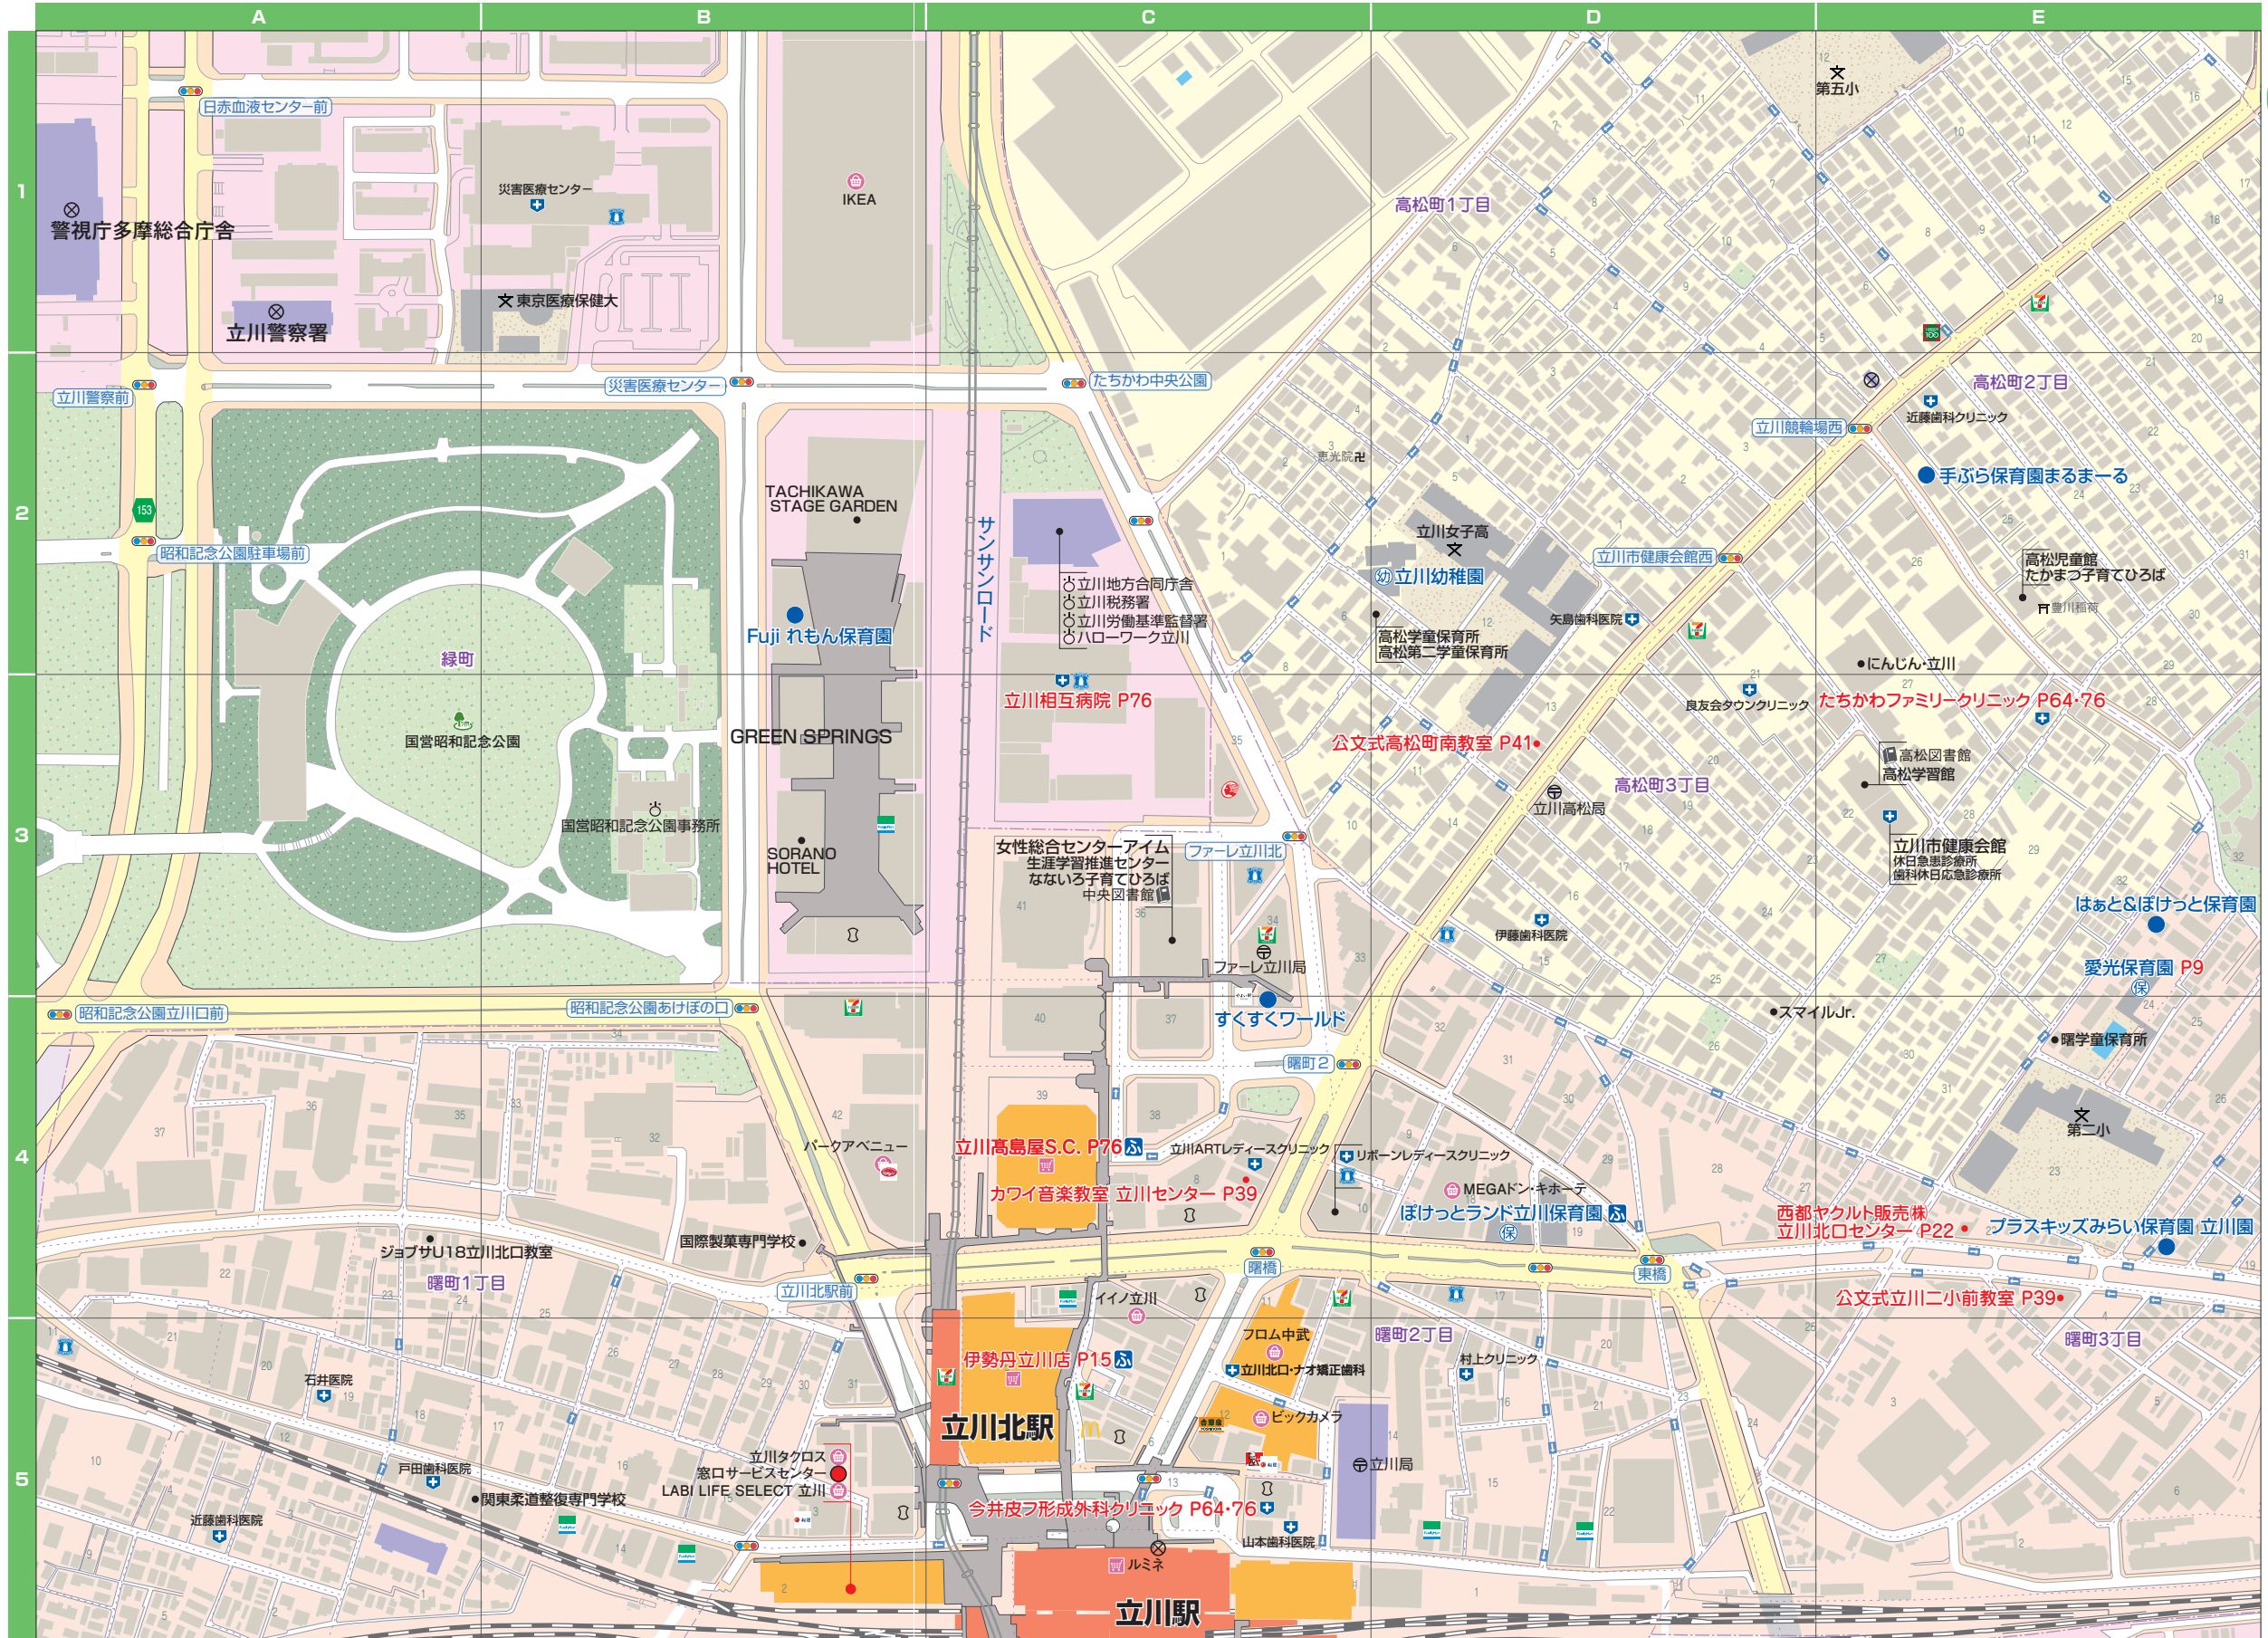 A
B
C
D
E
1
2
3
4
5
日赤血液センター前
警視庁多摩総合庁舎
立川警察署
災害医療センター
東京医療保健大
IKEA
高松町1丁目
第五小
立川警察前
災害医療センター
たちかわ中央公園
高松町2丁目
近藤歯科クリニック
立川競輪場西
手ぶら保育園まるまーる
恵光院
153
昭和記念公園駐車場前
TACHIKAWA
STAGE GARDEN
サンサンロード
立川地方合同庁舎
立川税務署
立川労働基準監督署
ハローワーク立川
Fuji れもん保育園
緑町
立川女子高
幼 立川幼稚園
立川市健康会館西
矢島歯科医院
高松学童保育所
高松第二学童保育所
高松児童館
たかまつ子育てひろば
豊川稲荷
にんじん・立川
立川相互病院 P76
良友会タウンクリニック
たちかわファミリークリニック P64・76
国営昭和記念公園
GREEN SPRINGS
公文式高松町南教室 P41
高松図書館
高松学習館
高松町3丁目
立川高松局
国営昭和記念公園事務所
SORANO
HOTEL
女性総合センターアイム
生涯学習推進センター
なないろ子育てひろば
中央図書館
ファーレ立川北
立川市健康会館
休日急患診療所
歯科休日応急診療所
はぁと&ぽけっと保育園
伊藤歯科医院
ファーレ立川局
愛光保育園 P9
保
昭和記念公園立川口前
昭和記念公園あけぼの口
すくすくワールド
スマイルJr.
曙学童保育所
曙町2
第二小
パークアベニュー
立川髙島屋S.C. P76 ふ
立川ARTレディースクリニック
リボーンレディースクリニック
カワイ音楽教室 立川センター P39
MEGAドン・キホーテ
ぽけっとランド立川保育園 ふ
保
西都ヤクルト販売㈱
立川北口センター P22
プラスキッズみらい保育園 立川園
ジョブサU18立川北口教室
国際製菓専門学校
曙町1丁目
立川北駅前
曙橋
東橋
公文式立川二小前教室 P39
イイノ立川
フロム中武
曙町2丁目
曙町3丁目
伊勢丹立川店 P15 ふ
立川北口・ナオ矯正歯科
村上クリニック
石井医院
立川北駅
ビックカメラ
立川タクロス
窓口サービスセンター
LABI LIFE SELECT 立川
立川局
戸田歯科医院
関東柔道整復専門学校
今井皮フ形成外科クリニック P64・76
近藤歯科医院
山本歯科医院
ルミネ
立川駅